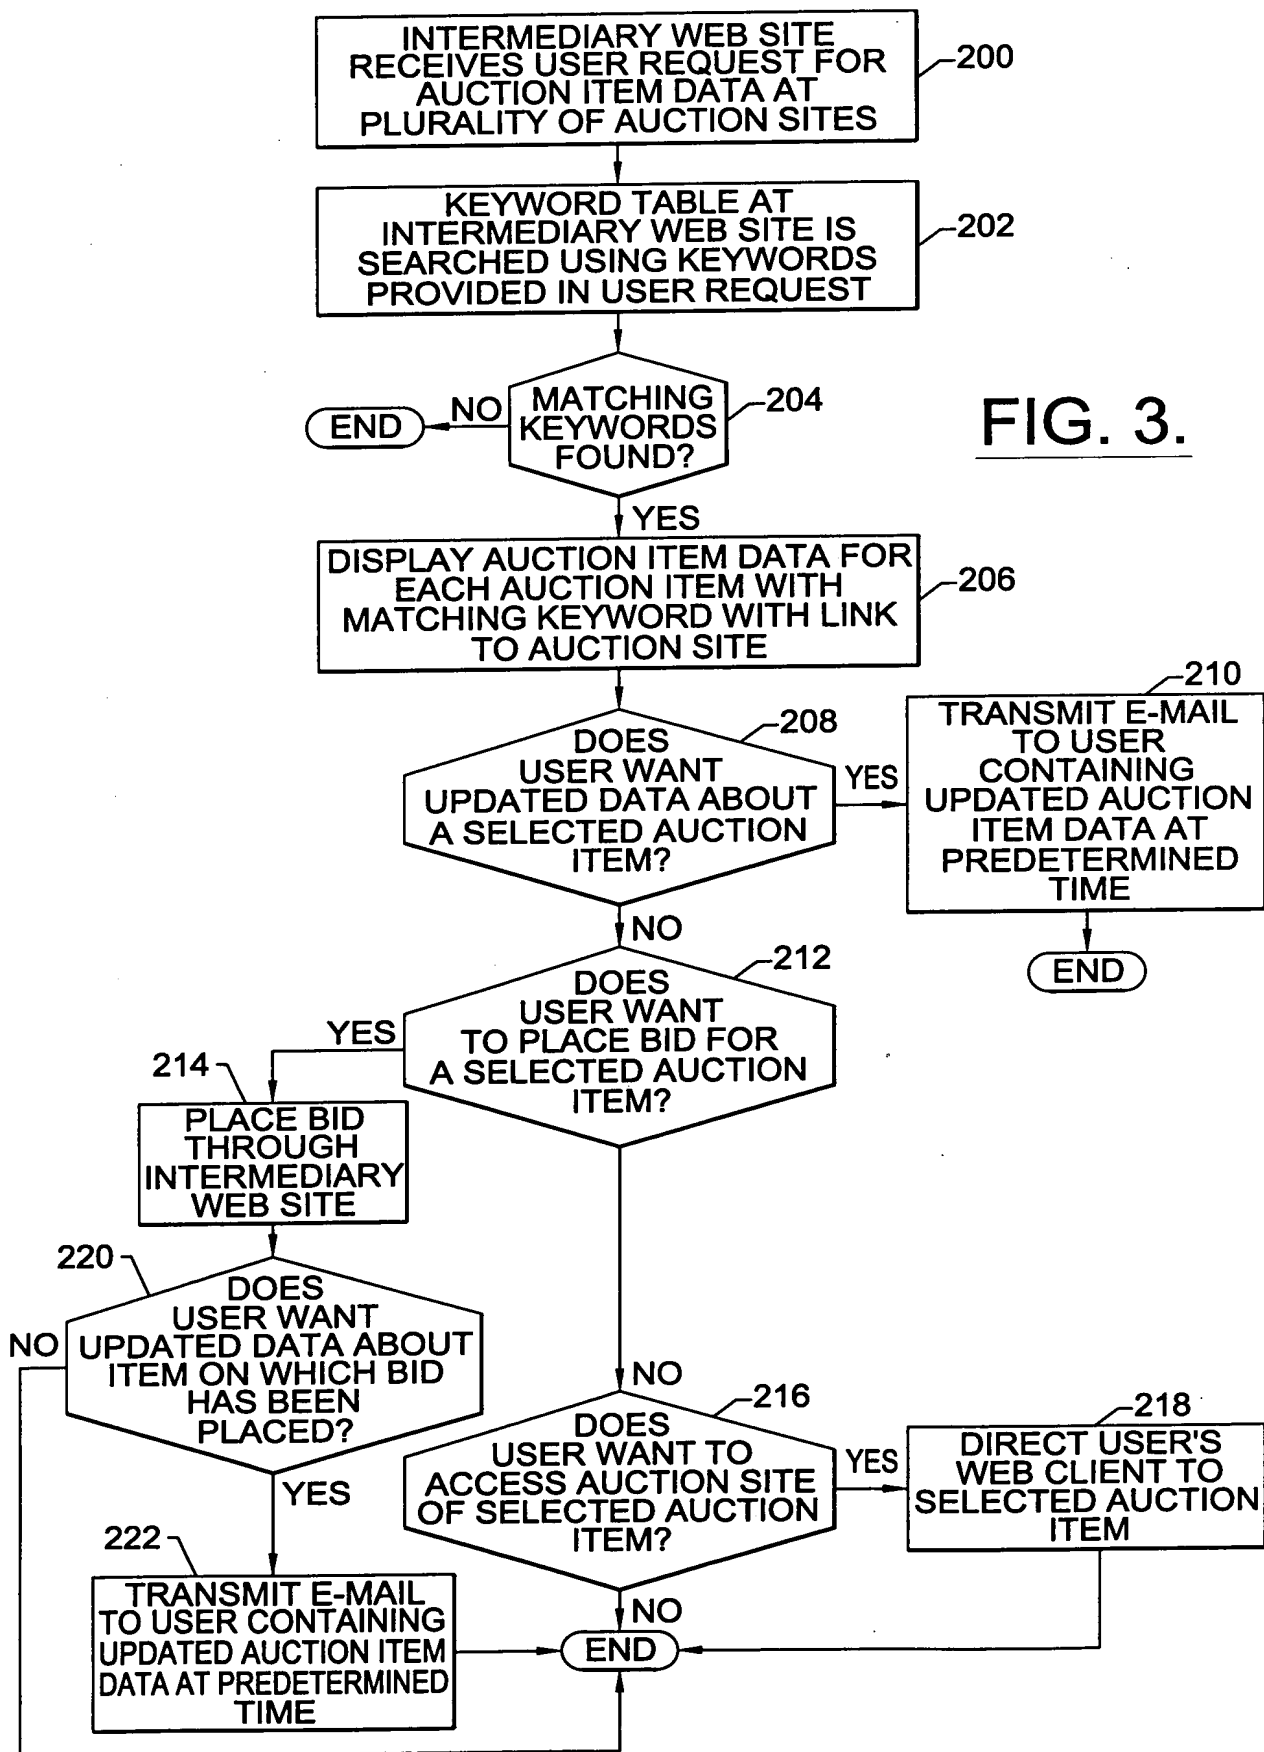 INTERMEDIARY WEB SITE
RECEIVES USER REQUEST FOR
AUCTION ITEM DATA AT
PLURALITY OF AUCTION SITES
200
KEYWORD TABLE AT
INTERMEDIARY WEB SITE IS
SEARCHED USING KEYWORDS
PROVIDED IN USER REQUEST
202
MATCHING
KEYWORDS
FOUND?
204
NO
END
FIG. 3.
YES
DISPLAY AUCTION ITEM DATA FOR
EACH AUCTION ITEM WITH
MATCHING KEYWORD WITH LINK
TO AUCTION SITE
206
DOES
USER WANT
UPDATED DATA ABOUT
A SELECTED AUCTION
ITEM?
208
YES
210
TRANSMIT E-MAIL
TO USER
CONTAINING
UPDATED AUCTION
ITEM DATA AT
PREDETERMINED
TIME
END
NO
DOES
USER WANT
TO PLACE BID FOR
A SELECTED AUCTION
ITEM?
212
YES
214
PLACE BID
THROUGH
INTERMEDIARY
WEB SITE
220
DOES
USER WANT
UPDATED DATA ABOUT
ITEM ON WHICH BID
HAS BEEN
PLACED?
NO
YES
222
TRANSMIT E-MAIL
TO USER CONTAINING
UPDATED AUCTION ITEM
DATA AT PREDETERMINED
TIME
NO
DOES
USER WANT TO
ACCESS AUCTION SITE
OF SELECTED AUCTION
ITEM?
216
YES
218
DIRECT USER'S
WEB CLIENT TO
SELECTED AUCTION
ITEM
NO
END